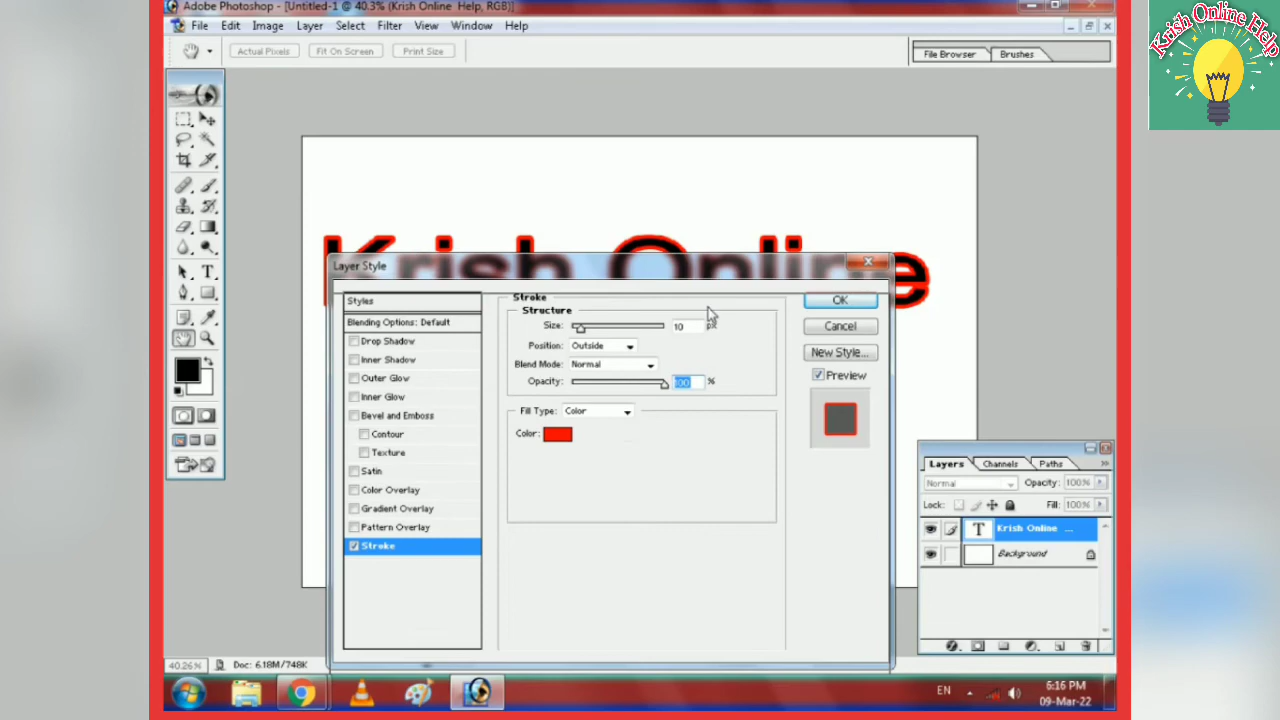 Adobe Photoshop - [Untitled-1 @ 40.3% (Krish Online Help, RGB)]
Krish Online Help
File Edit Image Layer Select Filter View Window Help
Actual Pixels Fit On Screen Print Size
File Browser Brushes
Krish Online
Layer Style
Styles
Blending Options: Default
Drop Shadow
Inner Shadow
Outer Glow
Inner Glow
Bevel and Emboss
Contour
Texture
Satin
Color Overlay
Gradient Overlay
Pattern Overlay
Stroke
Stroke
Structure
Size: 10 px
Position: Outside
Blend Mode: Normal
Opacity: 100 %
Fill Type: Color
Color:
OK
Cancel
New Style...
Preview
Layers Channels Paths
Normal Opacity: 100%
Lock: Fill: 100%
T Krish Online ...
Background
40.26% Doc: 6.18M/748K
EN
6:16 PM
09-Mar-22